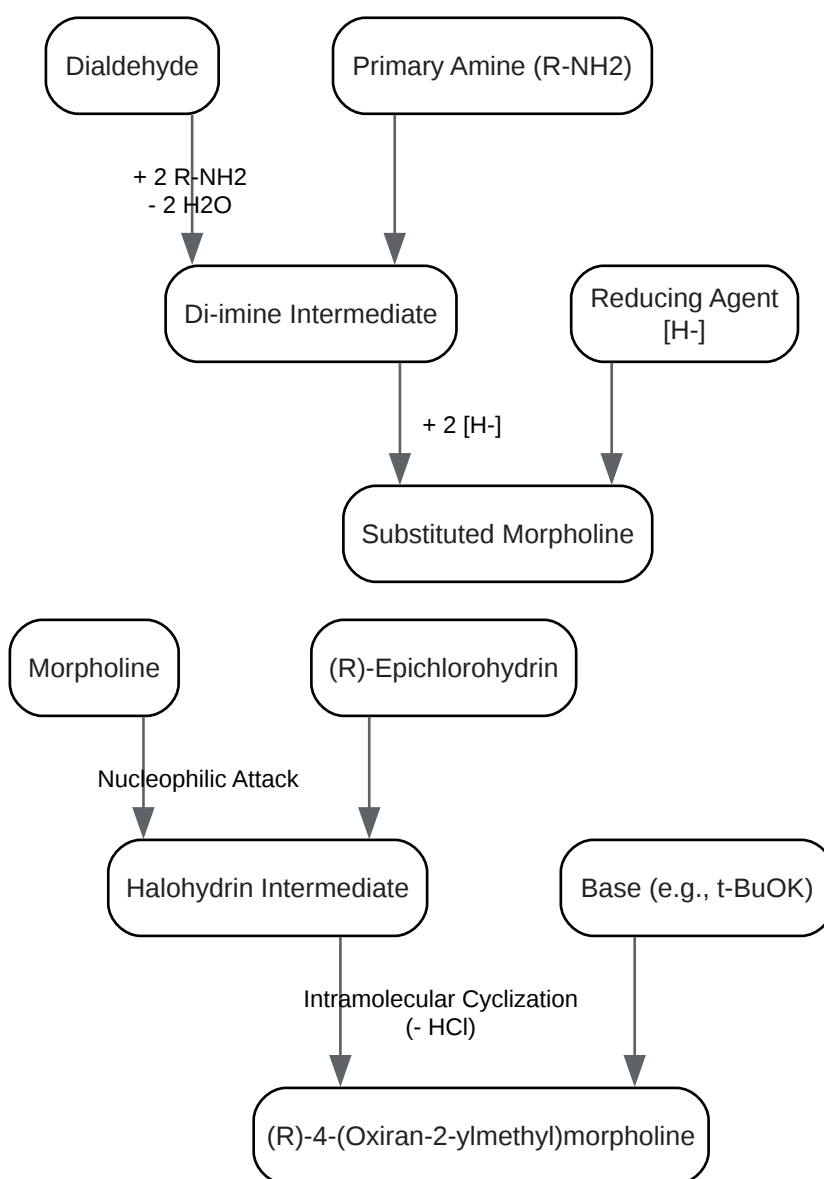 Dialdehyde
Primary Amine (R-NH2)
+ 2 R-NH2
- 2 H2O
Di-imine Intermediate
Reducing Agent
[H-]
+ 2 [H-]
Substituted Morpholine
Morpholine
(R)-Epichlorohydrin
Nucleophilic Attack
Halohydrin Intermediate
Base (e.g., t-BuOK)
Intramolecular Cyclization
(- HCl)
(R)-4-(Oxiran-2-ylmethyl)morpholine